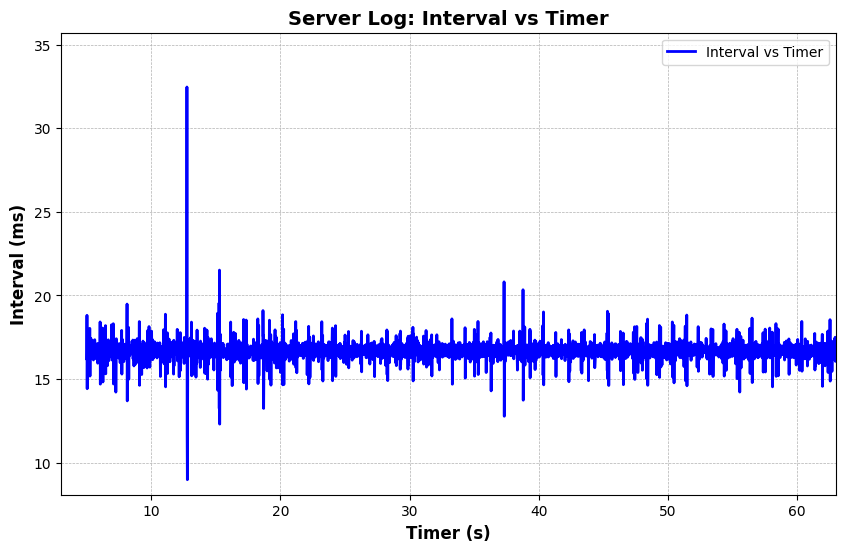 Server Log: Interval vs Timer
Interval vs Timer
35
30
25
20
15
10
Interval (ms)
10 20 30 40 50 60
Timer (s)